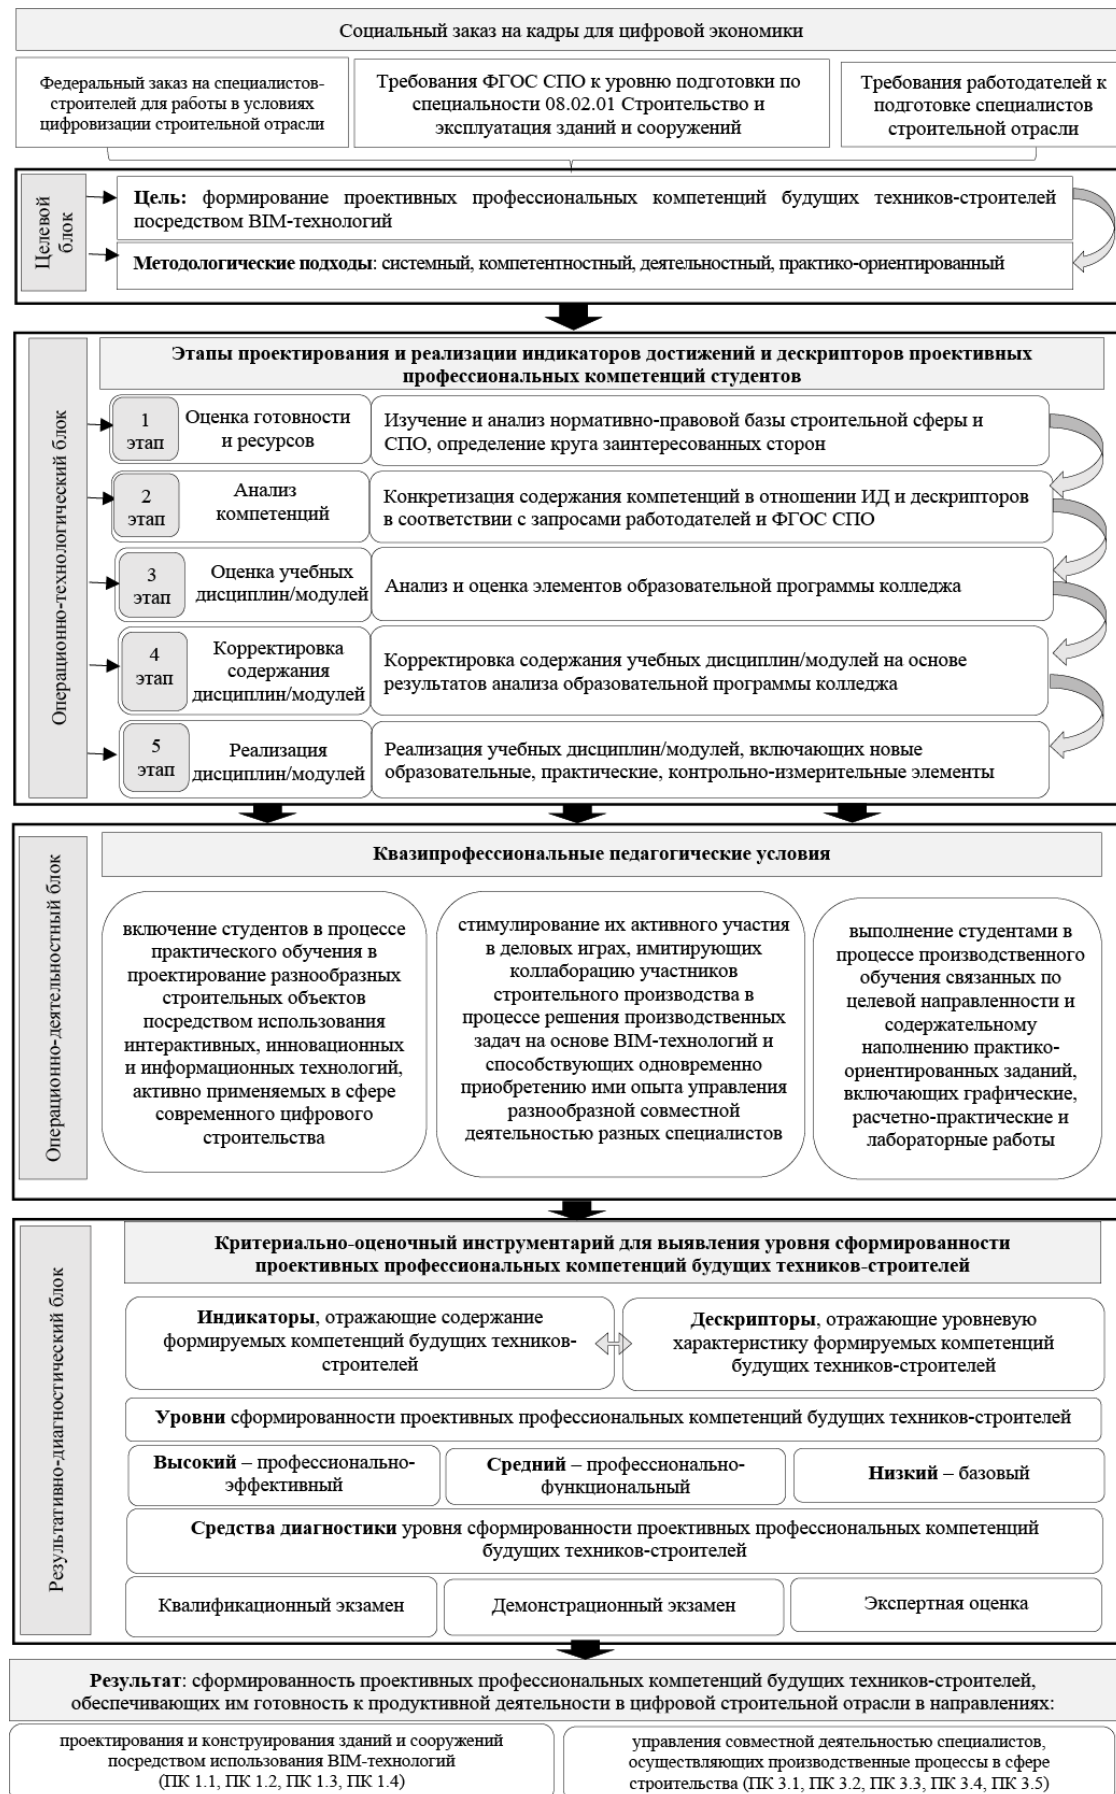 Социальный заказ на кадры для цифровой экономики
Федеральный заказ на специалистов-
строителей для работы в условиях
цифровизации строительной отрасли
Требования ФГОС СПО к уровню подготовки по
специальности 08.02.01 Строительство и
эксплуатация зданий и сооружений
Требования работодателей к
подготовке специалистов
строительной отрасли
Целевой
блок
Цель: формирование проективных профессиональных компетенций будущих техников-строителей
посредством BIM-технологий
Методологические подходы: системный, компетентностный, деятельностный, практико-ориентированный
Операционно-технологический блок
Этапы проектирования и реализации индикаторов достижений и дескрипторов проективных
профессиональных компетенций студентов
1
этап
Оценка готовности
и ресурсов
Изучение и анализ нормативно-правовой базы строительной сферы и
СПО, определение круга заинтересованных сторон
2
этап
Анализ
компетенций
Конкретизация содержания компетенций в отношении ИД и дескрипторов
в соответствии с запросами работодателей и ФГОС СПО
3
этап
Оценка учебных
дисциплин/модулей
Анализ и оценка элементов образовательной программы колледжа
4
этап
Корректировка
содержания
дисциплин/модулей
Корректировка содержания учебных дисциплин/модулей на основе
результатов анализа образовательной программы колледжа
5
этап
Реализация
дисциплин/модулей
Реализация учебных дисциплин/модулей, включающих новые
образовательные, практические, контрольно-измерительные элементы
Операционно-деятельностный блок
Квазипрофессиональные педагогические условия
включение студентов в процессе
практического обучения в
проектирование разнообразных
строительных объектов
посредством использования
интерактивных, инновационных
и информационных технологий,
активно применяемых в сфере
современного цифрового
строительства
стимулирование их активного участия
в деловых играх, имитирующих
коллаборацию участников
строительного производства в
процессе решения производственных
задач на основе BIM-технологий и
способствующих одновременно
приобретению ими опыта управления
разнообразной совместной
деятельностью разных специалистов
выполнение студентами в
процессе производственного
обучения связанных по
целевой направленности и
содержательному
наполнению практико-
ориентированных заданий,
включающих графические,
расчетно-практические и
лабораторные работы
Результативно-диагностический блок
Критериально-оценочный инструментарий для выявления уровня сформированности
проективных профессиональных компетенций будущих техников-строителей
Индикаторы, отражающие содержание
формируемых компетенций будущих техников-
строителей
Дескрипторы, отражающие уровневую
характеристику формируемых компетенций
будущих техников-строителей
Уровни сформированности проективных профессиональных компетенций будущих техников-строителей
Высокий – профессионально-
эффективный
Средний – профессионально-
функциональный
Низкий – базовый
Средства диагностики уровня сформированности проективных профессиональных компетенций
будущих техников-строителей
Квалификационный экзамен
Демонстрационный экзамен
Экспертная оценка
Результат: сформированность проективных профессиональных компетенций будущих техников-строителей,
обеспечивающих им готовность к продуктивной деятельности в цифровой строительной отрасли в направлениях:
проектирования и конструирования зданий и сооружений
посредством использования BIM-технологий
(ПК 1.1, ПК 1.2, ПК 1.3, ПК 1.4)
управления совместной деятельностью специалистов,
осуществляющих производственные процессы в сфере
строительства (ПК 3.1, ПК 3.2, ПК 3.3, ПК 3.4, ПК 3.5)